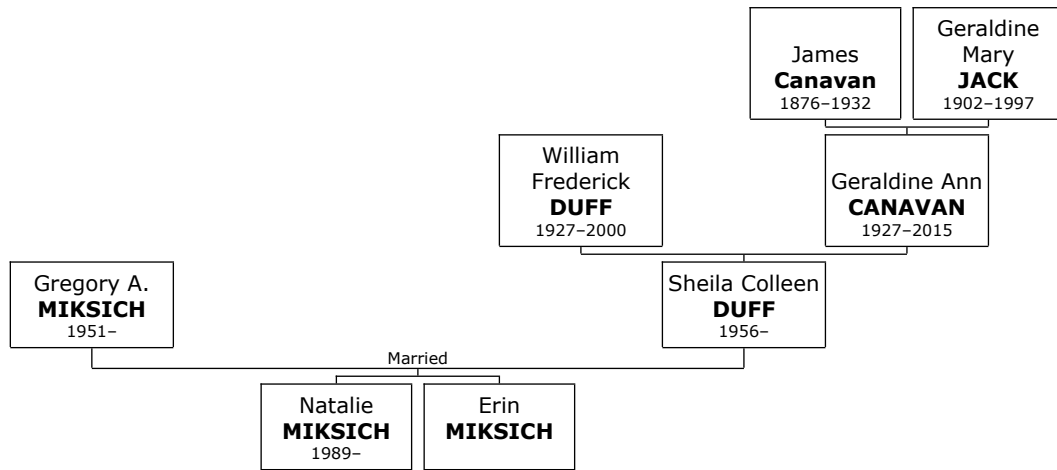 James
Canavan
1876–1932
Geraldine
Mary
JACK
1902–1997
William
Frederick
DUFF
1927–2000
Geraldine Ann
CANAVAN
1927–2015
Gregory A.
MIKSICH
1951–
Sheila Colleen
DUFF
1956–
Married
Natalie
MIKSICH
1989–
Erin
MIKSICH